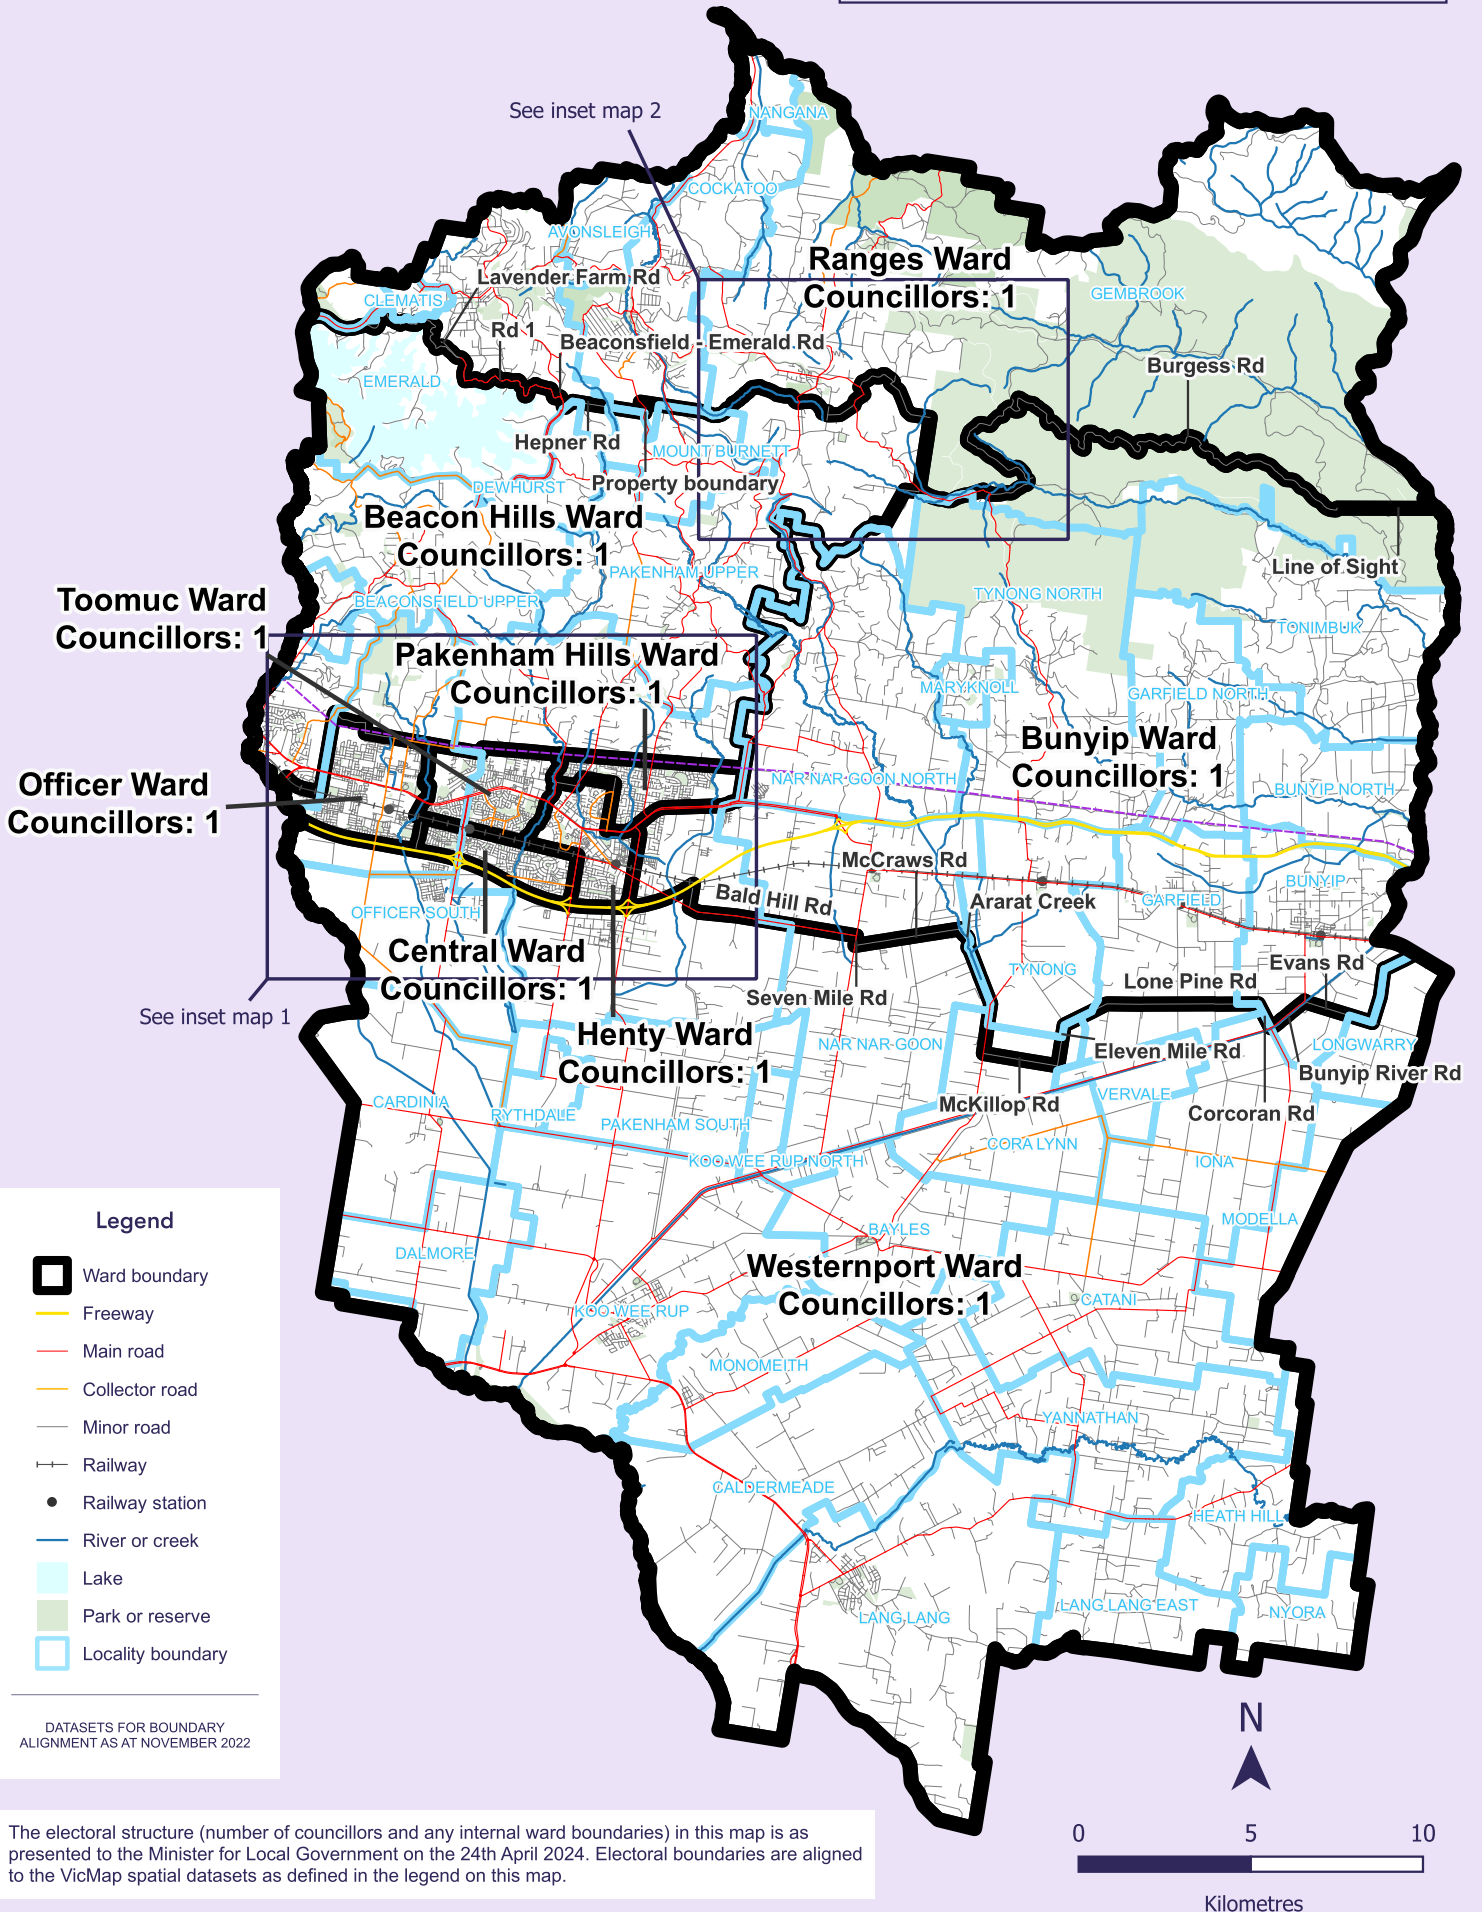 See inset map 2
NANGANA
COCKATOO
AVONSLEIGH
Ranges Ward
Councillors: 1
Lavender Farm Rd
CLEMATIS
GEMBROOK
Rd 1
Beaconsfield - Emerald Rd
Burgess Rd
EMERALD
Hepner Rd
MOUNT BURNETT
Property boundary
DEWHURST
Beacon Hills Ward
Councillors: 1
Line of Sight
PAKENHAM UPPER
TYNONG NORTH
Toomuc Ward
Councillors: 1
BEACONSFIELD UPPER
TONIMBUK
Pakenham Hills Ward
Councillors: 1
MARYKNOLL
GARFIELD NORTH
Bunyip Ward
Councillors: 1
Officer Ward
Councillors: 1
NAR NAR GOON NORTH
BUNYIP NORTH
McCraws Rd
BUNYIP
Bald Hill Rd
Ararat Creek
GARFIELD
OFFICER SOUTH
Central Ward
Councillors: 1
TYNONG
Evans Rd
Lone Pine Rd
Seven Mile Rd
See inset map 1
Henty Ward
Councillors: 1
NAR NAR GOON
Eleven Mile Rd
LONGWARRY
Bunyip River Rd
CARDINIA
RYTHDALE
McKillop Rd
VERVALE
Corcoran Rd
PAKENHAM SOUTH
CORA LYNN
KOO WEE RUP NORTH
IONA
BAYLES
MODELLA
DALMORE
Westernport Ward
Councillors: 1
KOO WEE RUP
CATANI
MONOMEITH
YANNATHAN
CALDERMEADE
HEATH HILL
LANG LANG
LANG LANG EAST
NYORA
Legend
Ward boundary
Freeway
Main road
Collector road
Minor road
Railway
Railway station
River or creek
Lake
Park or reserve
Locality boundary
DATASETS FOR BOUNDARY
ALIGNMENT AS AT NOVEMBER 2022
N
0 5 10
Kilometres
The electoral structure (number of councillors and any internal ward boundaries) in this map is as
presented to the Minister for Local Government on the 24th April 2024. Electoral boundaries are aligned
to the VicMap spatial datasets as defined in the legend on this map.